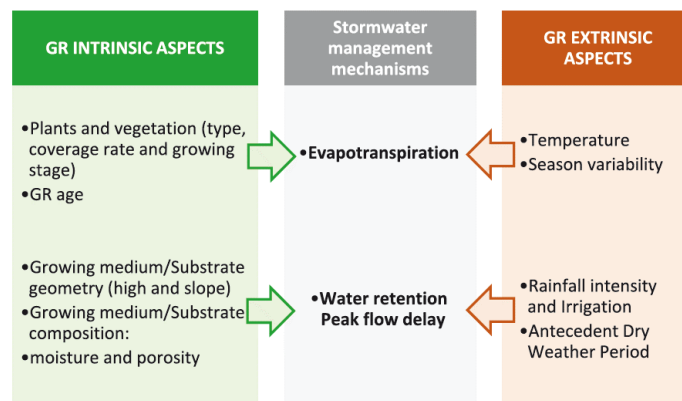 GR INTRINSIC ASPECTS
Stormwater
management
mechanisms
GR EXTRINSIC
ASPECTS
•Plants and vegetation (type,
coverage rate and growing
stage)
•GR age
•Evapotranspiration
•Temperature
•Season variability
•Growing medium/Substrate
geometry (high and slope)
•Growing medium/Substrate
composition:
•moisture and porosity
•Water retention
Peak flow delay
•Rainfall intensity
and Irrigation
•Antecedent Dry
Weather Period